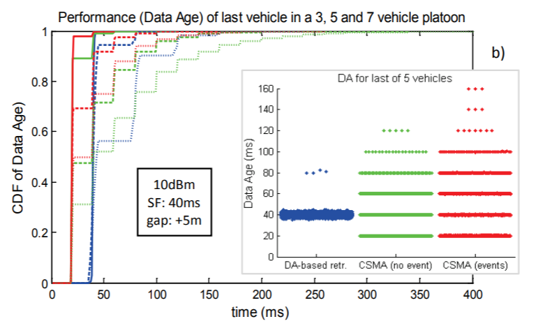 Performance (Data Age) of last vehicle in a 3, 5 and 7 vehicle platoon
1
0.8
0.6
0.4
0.2
0
CDF of Data Age)
0 50 100 150 200 250 300 350 400
time (ms)
10dBm
SF: 40ms
gap: +5m
b)
DA for last of 5 vehicles
160
140
120
100
80
60
40
20
0
Data Age (ms)
DA-based retr. CSMA (no event) CSMA (events)